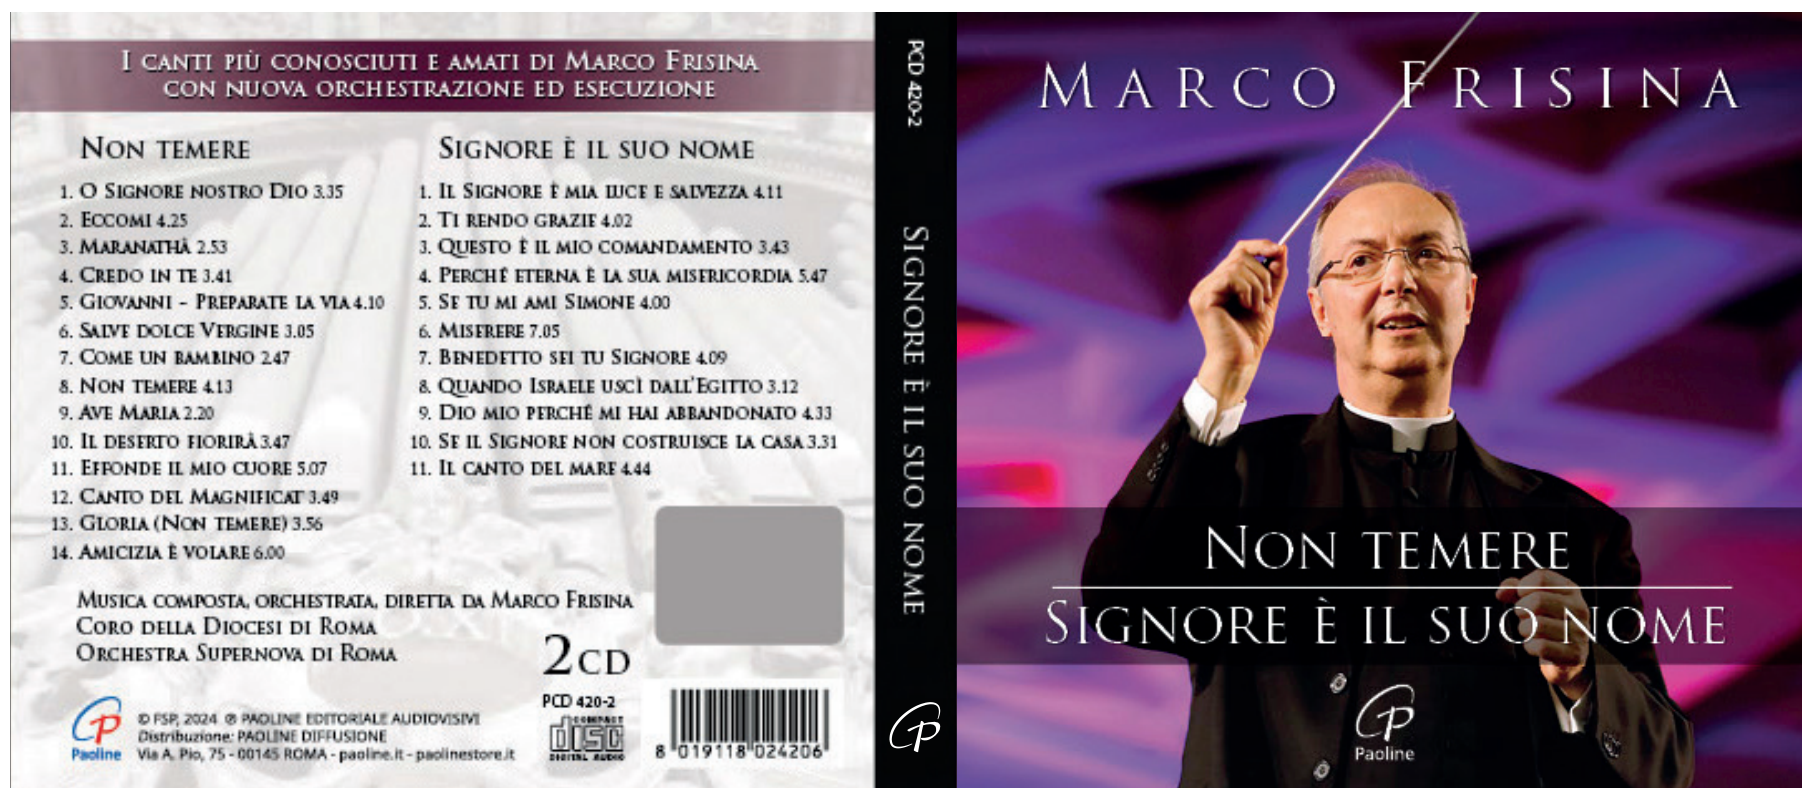 I canti più conosciuti e amati di Marco Frisina
con nuova orchestrazione ed esecuzione
Non temere
1. O Signore nostro Dio 3.35
2. Eccomi 4.25
3. Maranathà 2.53
4. Credo in te 3.41
5. Giovanni - Preparate la via 4.10
6. Salve dolce Vergine 3.05
7. Come un bambino 2.47
8. Non temere 4.13
9. Ave Maria 2.20
10. Il deserto fiorirà 3.47
11. Effonde il mio cuore 5.07
12. Canto del Magnificat 3.49
13. Gloria (Non temere) 3.56
14. Amicizia è volare 6.00
Signore è il suo nome
1. Il Signore è mia luce e salvezza 4.11
2. Ti rendo grazie 4.02
3. Questo è il mio comandamento 3.43
4. Perché eterna è la sua misericordia 5.47
5. Se tu mi ami Simone 4.00
6. Miserere 7.05
7. Benedetto sei tu Signore 4.09
8. Quando Israele uscì dall'Egitto 3.12
9. Dio mio perché mi hai abbandonato 4.33
10. Se il Signore non costruisce la casa 3.31
11. Il canto del mare 4.44
Musica composta, orchestrata, diretta da Marco Frisina
Coro della Diocesi di Roma
Orchestra Supernova di Roma
2CD
PCD 420-2
COMPACT
disc
DIGITAL AUDIO
Paoline
© FSP, 2024 ℗ PAOLINE EDITORIALE AUDIOVISIVI
Distribuzione: PAOLINE DIFFUSIONE
Via A. Pio, 75 - 00145 ROMA - paoline.it - paolinestore.it
8 019118 024206
PCD 420-2
Signore è il suo nome
Marco Frisina
Non temere
Signore è il suo nome
Paoline